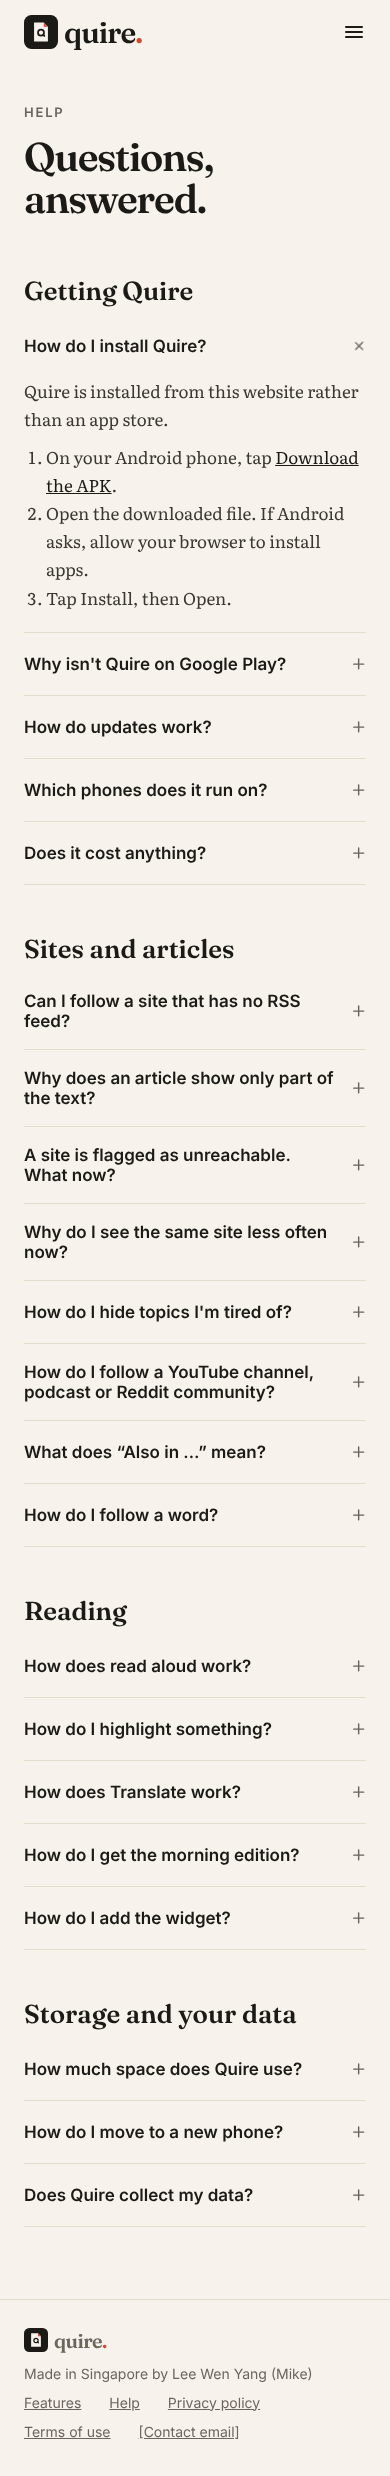 quire.
HELP
Questions,
answered.
Getting Quire
How do I install Quire?
Quire is installed from this website rather
than an app store.
1. On your Android phone, tap Download
the APK.
2. Open the downloaded file. If Android
asks, allow your browser to install
apps.
3. Tap Install, then Open.
Why isn't Quire on Google Play?
How do updates work?
Which phones does it run on?
Does it cost anything?
Sites and articles
Can I follow a site that has no RSS
feed?
Why does an article show only part of
the text?
A site is flagged as unreachable.
What now?
Why do I see the same site less often
now?
How do I hide topics I'm tired of?
How do I follow a YouTube channel,
podcast or Reddit community?
What does “Also in …” mean?
How do I follow a word?
Reading
How does read aloud work?
How do I highlight something?
How does Translate work?
How do I get the morning edition?
How do I add the widget?
Storage and your data
How much space does Quire use?
How do I move to a new phone?
Does Quire collect my data?
quire.
Made in Singapore by Lee Wen Yang (Mike)
Features Help Privacy policy
Terms of use [Contact email]